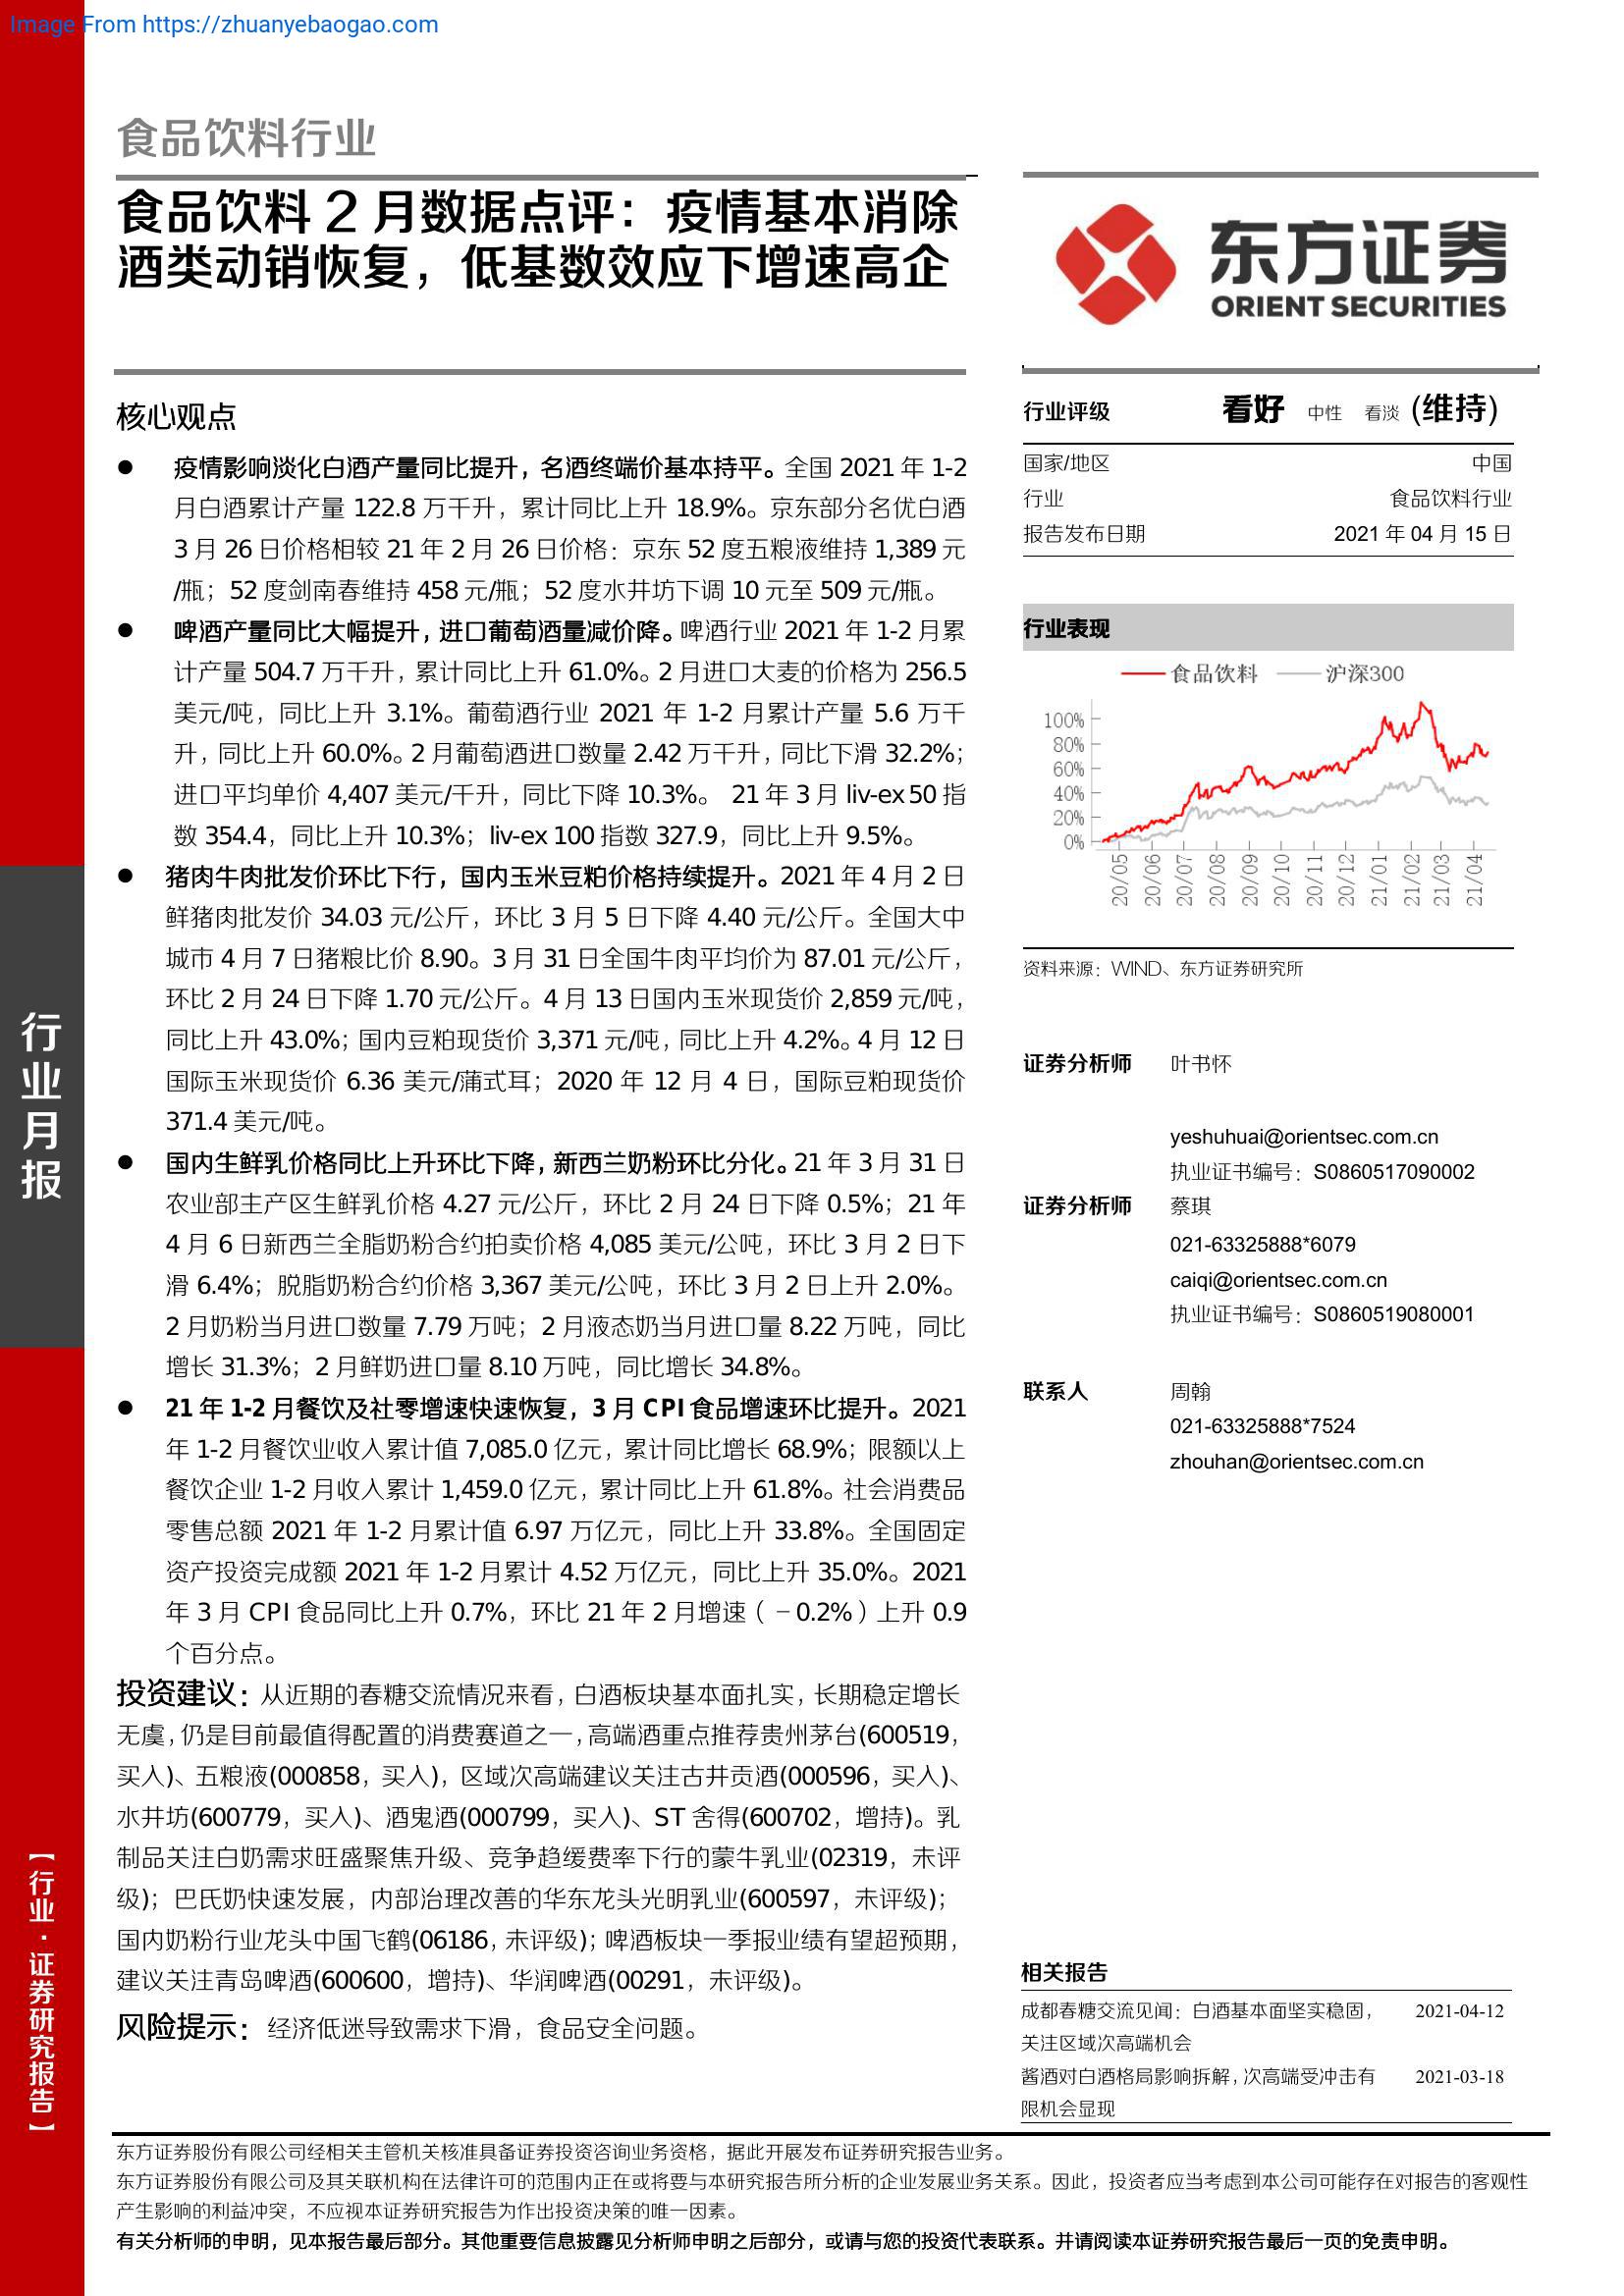 Image From https://zhuanyebaogao.com
食品饮料行业
食品饮料 2 月数据点评：疫情基本消除
酒类动销恢复，低基数效应下增速高企
东方证券
ORIENT SECURITIES
核心观点
● 疫情影响淡化白酒产量同比提升，名酒终端价基本持平。全国 2021 年 1-2
月白酒累计产量 122.8 万千升，累计同比上升 18.9%。京东部分名优白酒
3 月 26 日价格相较 21 年 2 月 26 日价格：京东 52 度五粮液维持 1,389 元
/瓶；52 度剑南春维持 458 元/瓶；52 度水井坊下调 10 元至 509 元/瓶。
● 啤酒产量同比大幅提升，进口葡萄酒量减价降。啤酒行业 2021 年 1-2 月累
计产量 504.7 万千升，累计同比上升 61.0%。2 月进口大麦的价格为 256.5
美元/吨，同比上升 3.1%。葡萄酒行业 2021 年 1-2 月累计产量 5.6 万千
升，同比上升 60.0%。2 月葡萄酒进口数量 2.42 万千升，同比下滑 32.2%；
进口平均单价 4,407 美元/千升，同比下降 10.3%。 21 年 3 月 liv-ex 50 指
数 354.4，同比上升 10.3%；liv-ex 100 指数 327.9，同比上升 9.5%。
● 猪肉牛肉批发价环比下行，国内玉米豆粕价格持续提升。2021 年 4 月 2 日
鲜猪肉批发价 34.03 元/公斤，环比 3 月 5 日下降 4.40 元/公斤。全国大中
城市 4 月 7 日猪粮比价 8.90。3 月 31 日全国牛肉平均价为 87.01 元/公斤，
环比 2 月 24 日下降 1.70 元/公斤。4 月 13 日国内玉米现货价 2,859 元/吨，
同比上升 43.0%；国内豆粕现货价 3,371 元/吨，同比上升 4.2%。4 月 12 日
国际玉米现货价 6.36 美元/蒲式耳；2020 年 12 月 4 日，国际豆粕现货价
371.4 美元/吨。
● 国内生鲜乳价格同比上升环比下降，新西兰奶粉环比分化。21 年 3 月 31 日
农业部主产区生鲜乳价格 4.27 元/公斤，环比 2 月 24 日下降 0.5%；21 年
4 月 6 日新西兰全脂奶粉合约拍卖价格 4,085 美元/公吨，环比 3 月 2 日下
滑 6.4%；脱脂奶粉合约价格 3,367 美元/公吨，环比 3 月 2 日上升 2.0%。
2 月奶粉当月进口数量 7.79 万吨；2 月液态奶当月进口量 8.22 万吨，同比
增长 31.3%；2 月鲜奶进口量 8.10 万吨，同比增长 34.8%。
● 21 年 1-2 月餐饮及社零增速快速恢复，3 月 CPI 食品增速环比提升。2021
年 1-2 月餐饮业收入累计值 7,085.0 亿元，累计同比增长 68.9%；限额以上
餐饮企业 1-2 月收入累计 1,459.0 亿元，累计同比上升 61.8%。社会消费品
零售总额 2021 年 1-2 月累计值 6.97 万亿元，同比上升 33.8%。全国固定
资产投资完成额 2021 年 1-2 月累计 4.52 万亿元，同比上升 35.0%。2021
年 3 月 CPI 食品同比上升 0.7%，环比 21 年 2 月增速（－0.2%）上升 0.9
个百分点。
投资建议：从近期的春糖交流情况来看，白酒板块基本面扎实，长期稳定增长
无虞，仍是目前最值得配置的消费赛道之一，高端酒重点推荐贵州茅台(600519，
买入)、五粮液(000858，买入)，区域次高端建议关注古井贡酒(000596，买入)、
水井坊(600779，买入)、酒鬼酒(000799，买入)、ST 舍得(600702，增持)。乳
制品关注白奶需求旺盛聚焦升级、竞争趋缓费率下行的蒙牛乳业(02319，未评
级)；巴氏奶快速发展，内部治理改善的华东龙头光明乳业(600597，未评级)；
国内奶粉行业龙头中国飞鹤(06186，未评级)；啤酒板块一季报业绩有望超预期，
建议关注青岛啤酒(600600，增持)、华润啤酒(00291，未评级)。
风险提示：经济低迷导致需求下滑，食品安全问题。
行业评级 看好 中性 看淡 (维持)
国家/地区 中国
行业 食品饮料行业
报告发布日期 2021 年 04 月 15 日
行业表现
食品饮料 沪深300
100%
80%
60%
40%
20%
0%
20/05 20/06 20/07 20/08 20/09 20/10 20/11 20/12 21/01 21/02 21/03 21/04
资料来源：WIND、东方证券研究所
证券分析师 叶书怀
yeshuhuai@orientsec.com.cn
执业证书编号：S0860517090002
证券分析师 蔡琪
021-63325888*6079
caiqi@orientsec.com.cn
执业证书编号：S0860519080001
联系人 周翰
021-63325888*7524
zhouhan@orientsec.com.cn
相关报告
成都春糖交流见闻：白酒基本面坚实稳固， 2021-04-12
关注区域次高端机会
酱酒对白酒格局影响拆解，次高端受冲击有 2021-03-18
限机会显现
行业月报
【行业·证券研究报告】
东方证券股份有限公司经相关主管机关核准具备证券投资咨询业务资格，据此开展发布证券研究报告业务。
东方证券股份有限公司及其关联机构在法律许可的范围内正在或将要与本研究报告所分析的企业发展业务关系。因此，投资者应当考虑到本公司可能存在对报告的客观性
产生影响的利益冲突，不应视本证券研究报告为作出投资决策的唯一因素。
有关分析师的申明，见本报告最后部分。其他重要信息披露见分析师申明之后部分，或请与您的投资代表联系。并请阅读本证券研究报告最后一页的免责申明。